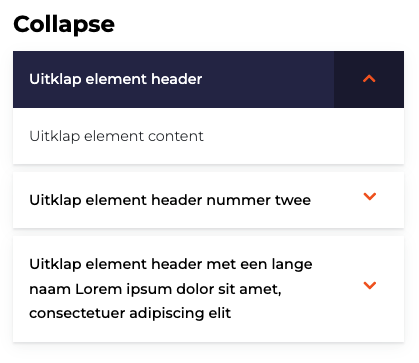 Collapse
Uitklap element header
Uitklap element content
Uitklap element header nummer twee
Uitklap element header met een lange
naam Lorem ipsum dolor sit amet,
consectetuer adipiscing elit